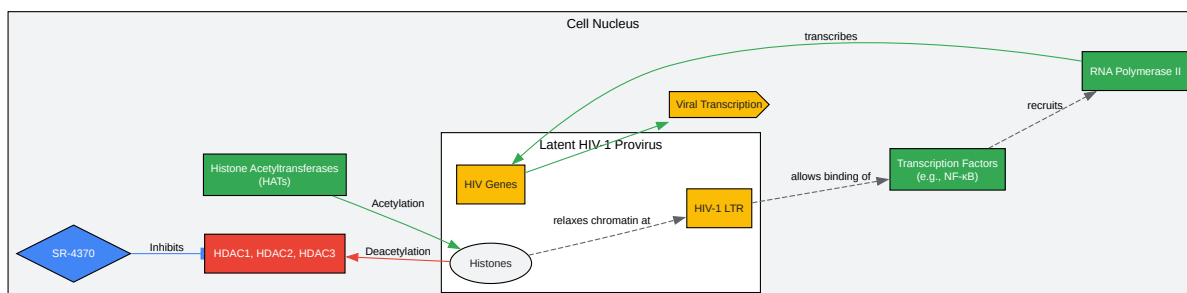 Cell Nucleus
transcribes
RNA Polymerase II
Viral Transcription
recruits
Latent HIV-1 Provirus
Histone Acetyltransferases
(HATs)
HIV Genes
Transcription Factors
(e.g., NF-κB)
allows binding of
Acetylation
HIV-1 LTR
relaxes chromatin at
SR-4370
Inhibits
HDAC1, HDAC2, HDAC3
Deacetylation
Histones